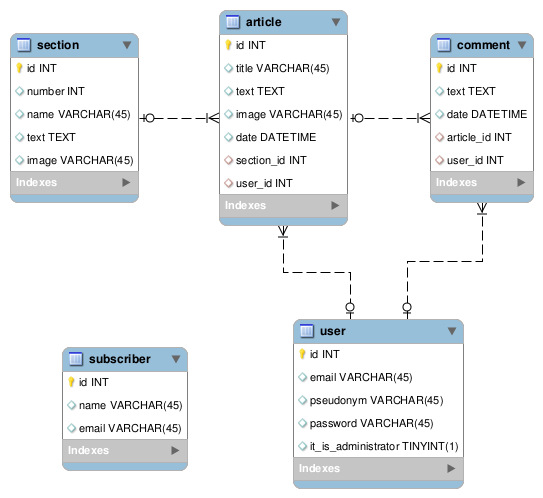 section
id INT
number INT
name VARCHAR(45)
text TEXT
image VARCHAR(45)
Indexes
article
id INT
title VARCHAR(45)
text TEXT
image VARCHAR(45)
date DATETIME
section_id INT
user_id INT
Indexes
comment
id INT
text TEXT
date DATETIME
article_id INT
user_id INT
Indexes
subscriber
id INT
name VARCHAR(45)
email VARCHAR(45)
Indexes
user
id INT
email VARCHAR(45)
pseudonym VARCHAR(45)
password VARCHAR(45)
it_is_administrator TINYINT(1)
Indexes